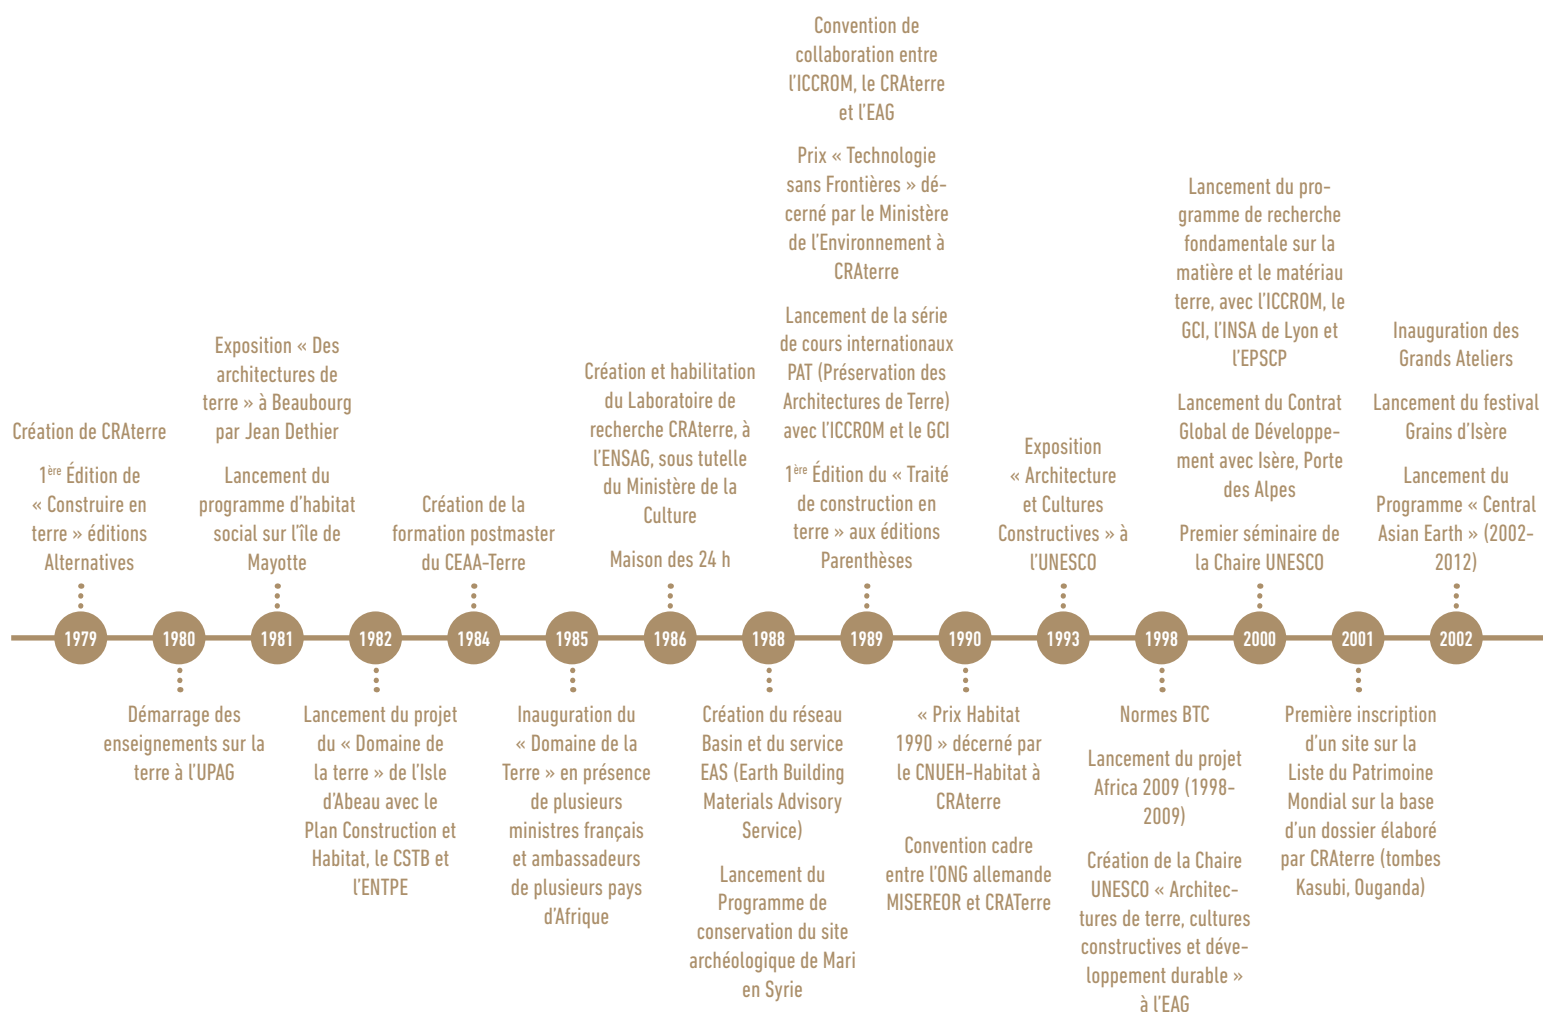 Création de CRAterre
1ère Édition de
« Construire en
terre » éditions
Alternatives
1979
1980
Démarrage des
enseignements sur la
terre à l'UPAG
Exposition « Des
architectures de
terre » à Beaubourg
par Jean Dethier
Lancement du
programme d'habitat
social sur l'île de
Mayotte
1981
1982
Lancement du projet
du « Domaine de
la terre » de l'Isle
d'Abeau avec le
Plan Construction et
Habitat, le CSTB et
l'ENTPE
Création de la
formation postmaster
du CEAA-Terre
1984
1985
Inauguration du
« Domaine de la
Terre » en présence
de plusieurs
ministres français
et ambassadeurs
de plusieurs pays
d'Afrique
Création et habilitation
du Laboratoire de
recherche CRAterre, à
l'ENSAG, sous tutelle
du Ministère de la
Culture
Maison des 24 h
1986
1988
Création du réseau
Basin et du service
EAS (Earth Building
Materials Advisory
Service)
Lancement du
Programme de
conservation du site
archéologique de Mari
en Syrie
Convention de
collaboration entre
l'ICCROM, le CRAterre
et l'EAG
Prix « Technologie
sans Frontières » dé-
cerné par le Ministère
de l'Environnement à
CRAterre
Lancement de la série
de cours internationaux
PAT (Préservation des
Architectures de Terre)
avec l'ICCROM et le GCI
1ère Édition du « Traité
de construction en
terre » aux éditions
Parenthèses
1989
1990
« Prix Habitat
1990 » décerné par
le CNUEH-Habitat à
CRAterre
Convention cadre
entre l'ONG allemande
MISEREOR et CRATerre
Exposition
« Architecture
et Cultures
Constructives » à
l'UNESCO
1993
1998
Normes BTC
Lancement du projet
Africa 2009 (1998-
2009)
Création de la Chaire
UNESCO « Architec-
tures de terre, cultures
constructives et déve-
loppement durable »
à l'EAG
Lancement du pro-
gramme de recherche
fondamentale sur la
matière et le matériau
terre, avec l'ICCROM, le
GCI, l'INSA de Lyon et
l'EPSCP
Lancement du Contrat
Global de Développe-
ment avec Isère, Porte
des Alpes
Premier séminaire de
la Chaire UNESCO
2000
2001
Première inscription
d'un site sur la
Liste du Patrimoine
Mondial sur la base
d'un dossier élaboré
par CRAterre (tombes
Kasubi, Ouganda)
Inauguration des
Grands Ateliers
Lancement du festival
Grains d'Isère
Lancement du
Programme « Central
Asian Earth » (2002-
2012)
2002